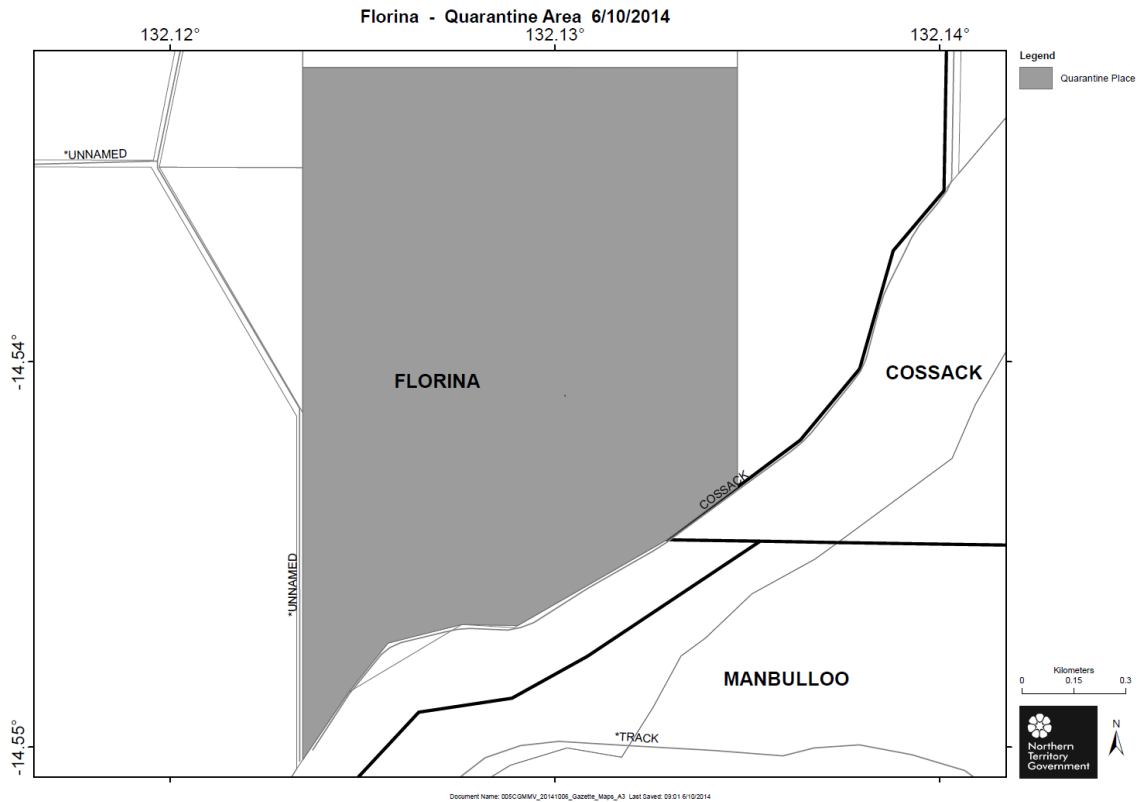 Florina - Quarantine Area 6/10/2014
132.12°
132.13°
132.14°
Legend
Quarantine Place
*UNNAMED
-14.54°
FLORINA
COSSACK
COSSACK
*UNNAMED
MANBULLOO
Kilometers
0 0.15 0.3
*TRACK
-14.55°
Northern
Territory
Government
N
Document Name: 005CGMMV_20141006_Gazette_Maps_A3 Last Saved: 09:01 6/10/2014